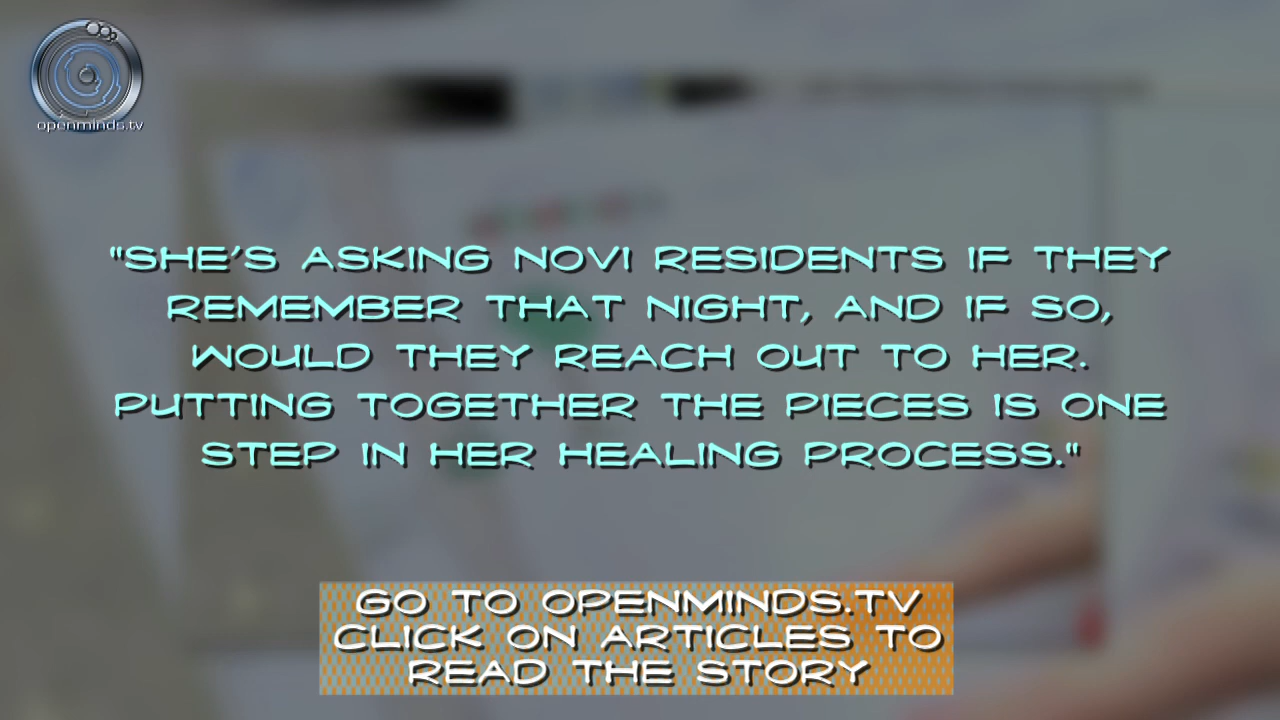 openminds.tv
"SHE'S ASKING NOVI RESIDENTS IF THEY
REMEMBER THAT NIGHT, AND IF SO,
WOULD THEY REACH OUT TO HER.
PUTTING TOGETHER THE PIECES IS ONE
STEP IN HER HEALING PROCESS."
GO TO OPENMINDS.TV
CLICK ON ARTICLES TO
READ THE STORY